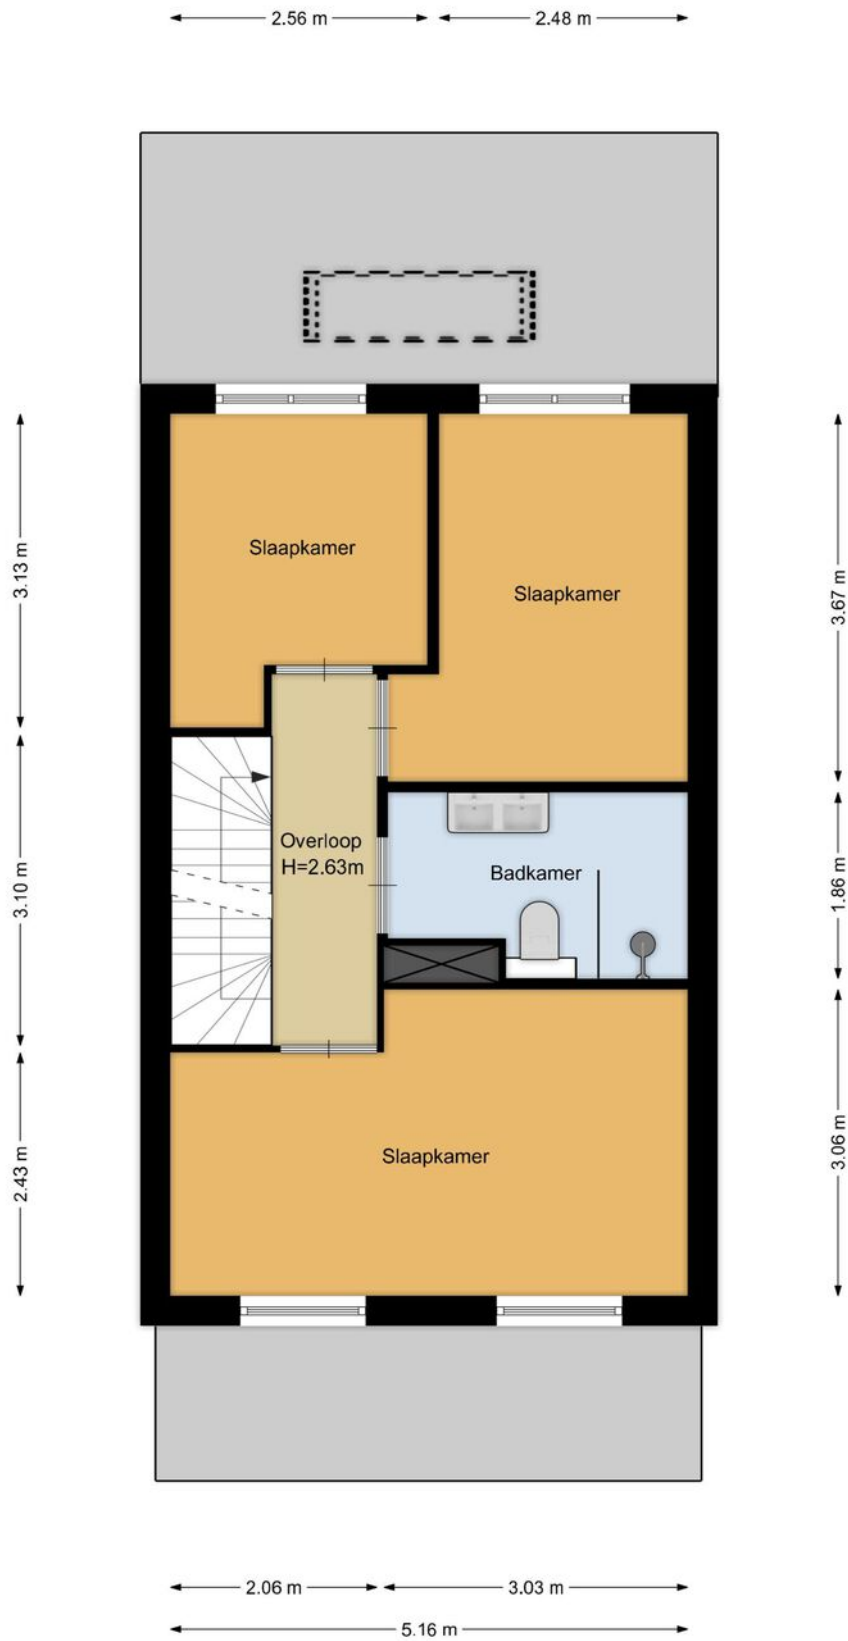 2.56 m
2.48 m
3.13 m
3.67 m
Slaapkamer
Slaapkamer
Overloop
H=2.63m
Badkamer
3.10 m
1.86 m
Slaapkamer
2.43 m
3.06 m
2.06 m
3.03 m
5.16 m